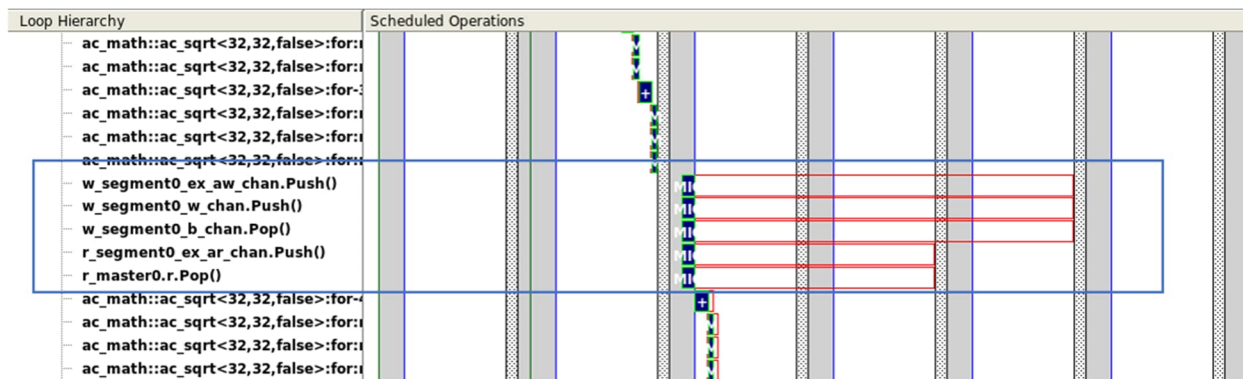 Loop Hierarchy Scheduled Operations
ac_math::ac_sqrt<32,32,false>:for:
ac_math::ac_sqrt<32,32,false>:for:
ac_math::ac_sqrt<32,32,false>:for-
+
ac_math::ac_sqrt<32,32,false>:for:
ac_math::ac_sqrt<32,32,false>:for:
ac_math::ac_sqrt<32,32,false>:for:
w_segment0_ex_aw_chan.Push()
w_segment0_w_chan.Push()
w_segment0_b_chan.Pop()
r_segment0_ex_ar_chan.Push()
r_master0.r.Pop()
ac_math::ac_sqrt<32,32,false>:for-
+
ac_math::ac_sqrt<32,32,false>:for:
ac_math::ac_sqrt<32,32,false>:for:
ac_math::ac_sqrt<32,32,false>:for: